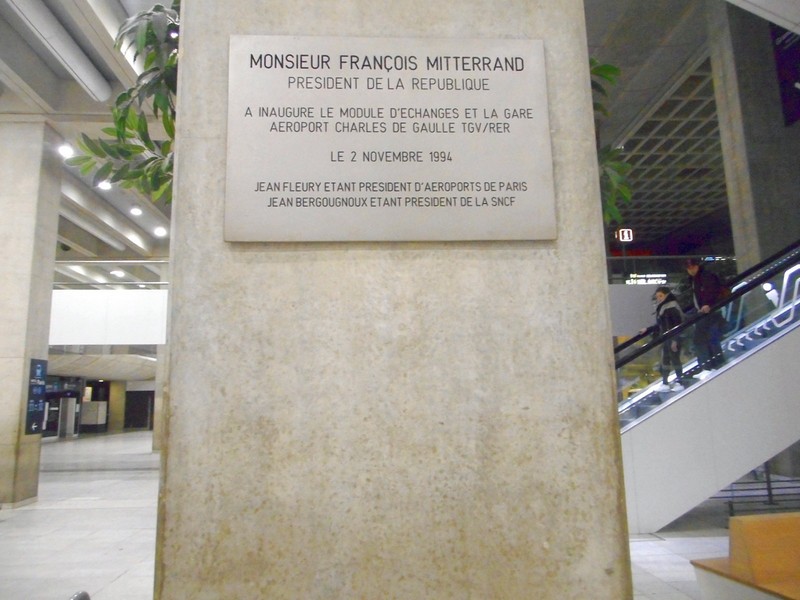 MONSIEUR FRANÇOIS MITTERRAND
PRESIDENT DE LA REPUBLIQUE
A INAUGURE LE MODULE D'ECHANGES ET LA GARE
AEROPORT CHARLES DE GAULLE TGV/RER
LE 2 NOVEMBRE 1994
JEAN FLEURY ETANT PRESIDENT D'AEROPORTS DE PARIS
JEAN BERGOUGNOUX ETANT PRESIDENT DE LA SNCF